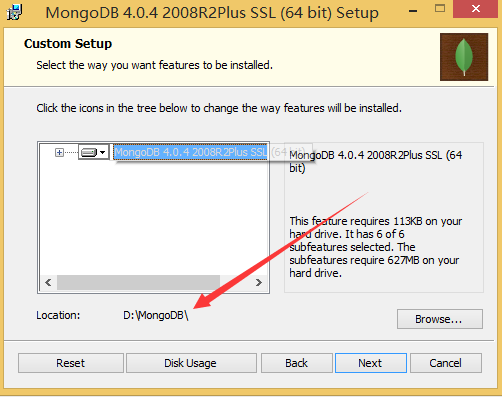 MongoDB 4.0.4 2008R2Plus SSL (64 bit) Setup
Custom Setup
Select the way you want features to be installed.
Click the icons in the tree below to change the way features will be installed.
MongoDB 4.0.4 2008R2Plus SSL (64 bit)
MongoDB 4.0.4 2008R2Plus SSL (64
bit)
This feature requires 113KB on your
hard drive. It has 6 of 6
subfeatures selected. The
subfeatures require 627MB on your
hard drive.
Location: D:\MongoDB\
Browse...
Reset Disk Usage Back Next Cancel